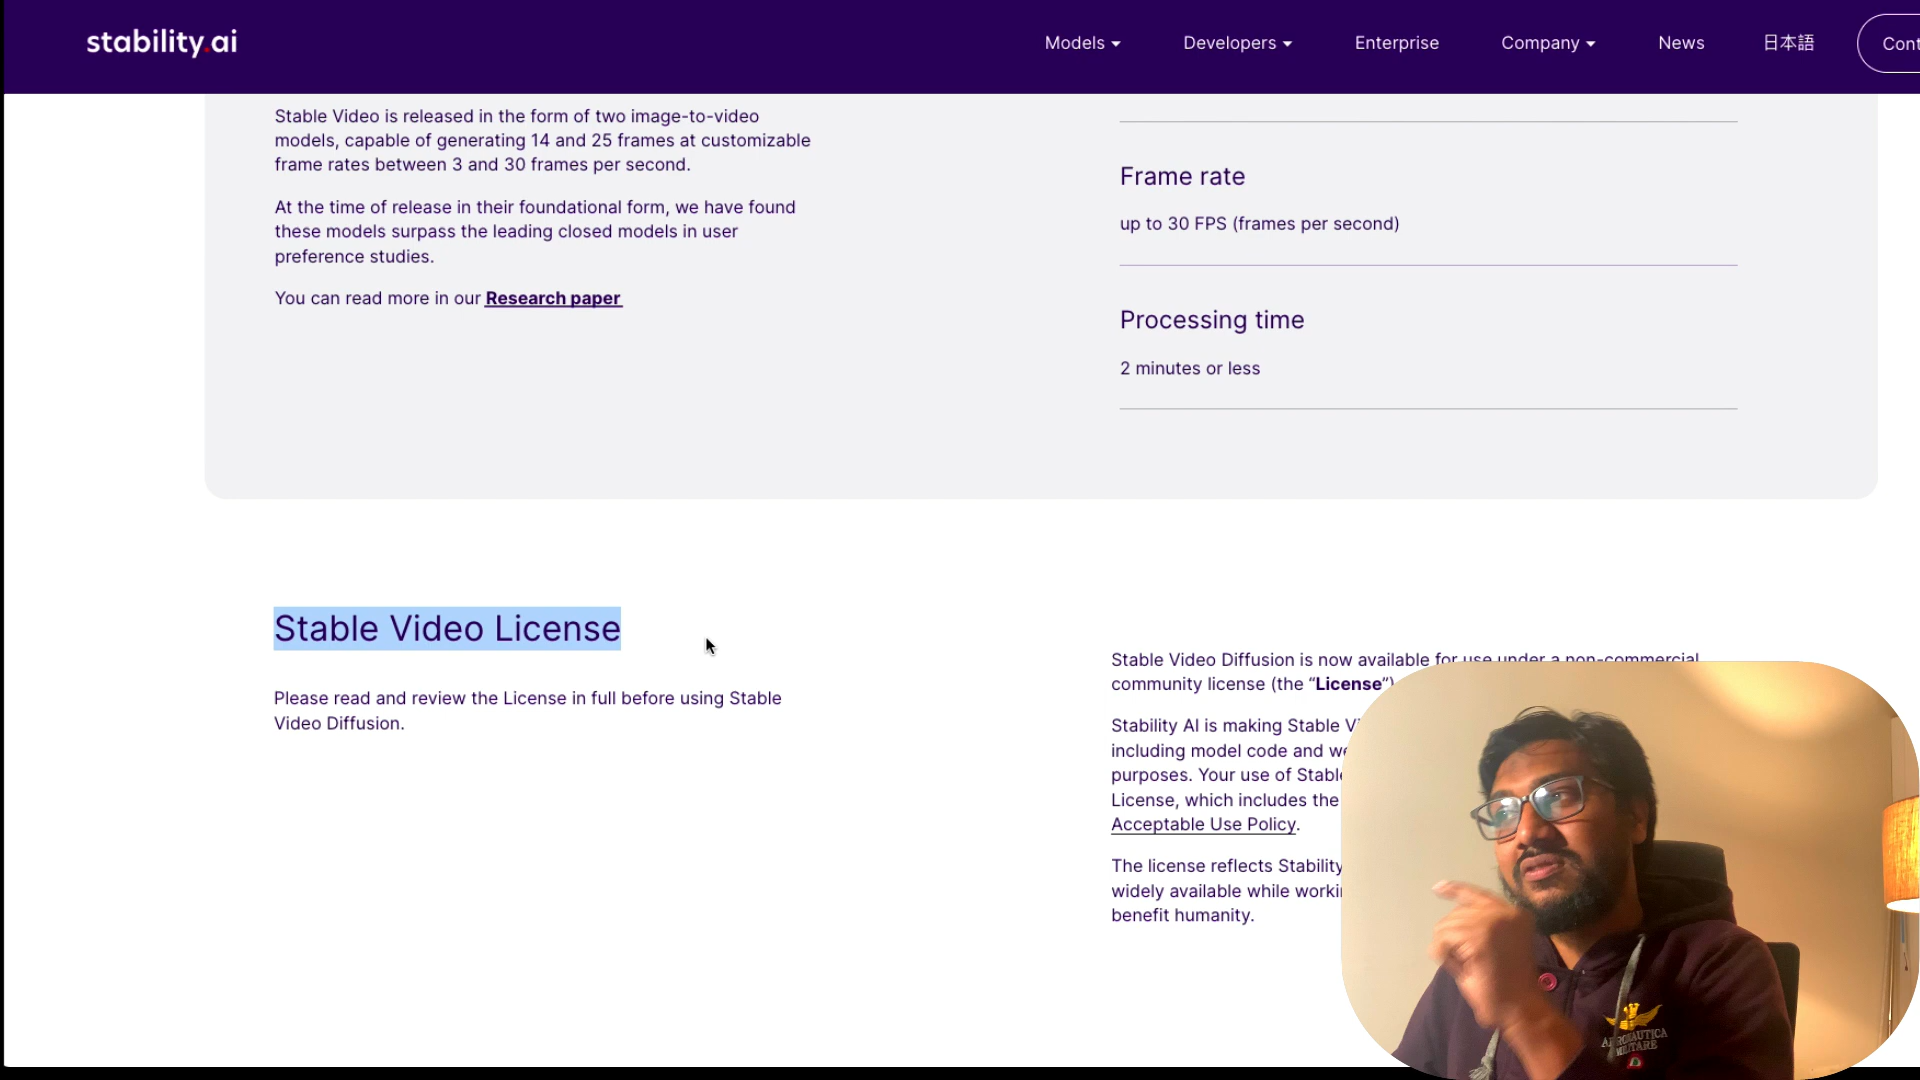 stability.ai
Models
Developers
Enterprise
Company
News
日本語
Stable Video is released in the form of two image-to-video
models, capable of generating 14 and 25 frames at customizable
frame rates between 3 and 30 frames per second.
At the time of release in their foundational form, we have found
these models surpass the leading closed models in user
preference studies.
You can read more in our Research paper
Frame rate
up to 30 FPS (frames per second)
Processing time
2 minutes or less
Stable Video License
Please read and review the License in full before using Stable
Video Diffusion.
Stable Video Diffusion is now available for use under a non-commercial
community license (the “License”)
Stability AI is making Stable
including model code and
purposes. Your use of
License, which includes the
Acceptable Use Policy.
The license reflects Stability
widely available while
benefit humanity.
AERONAUTICA
MILITARE